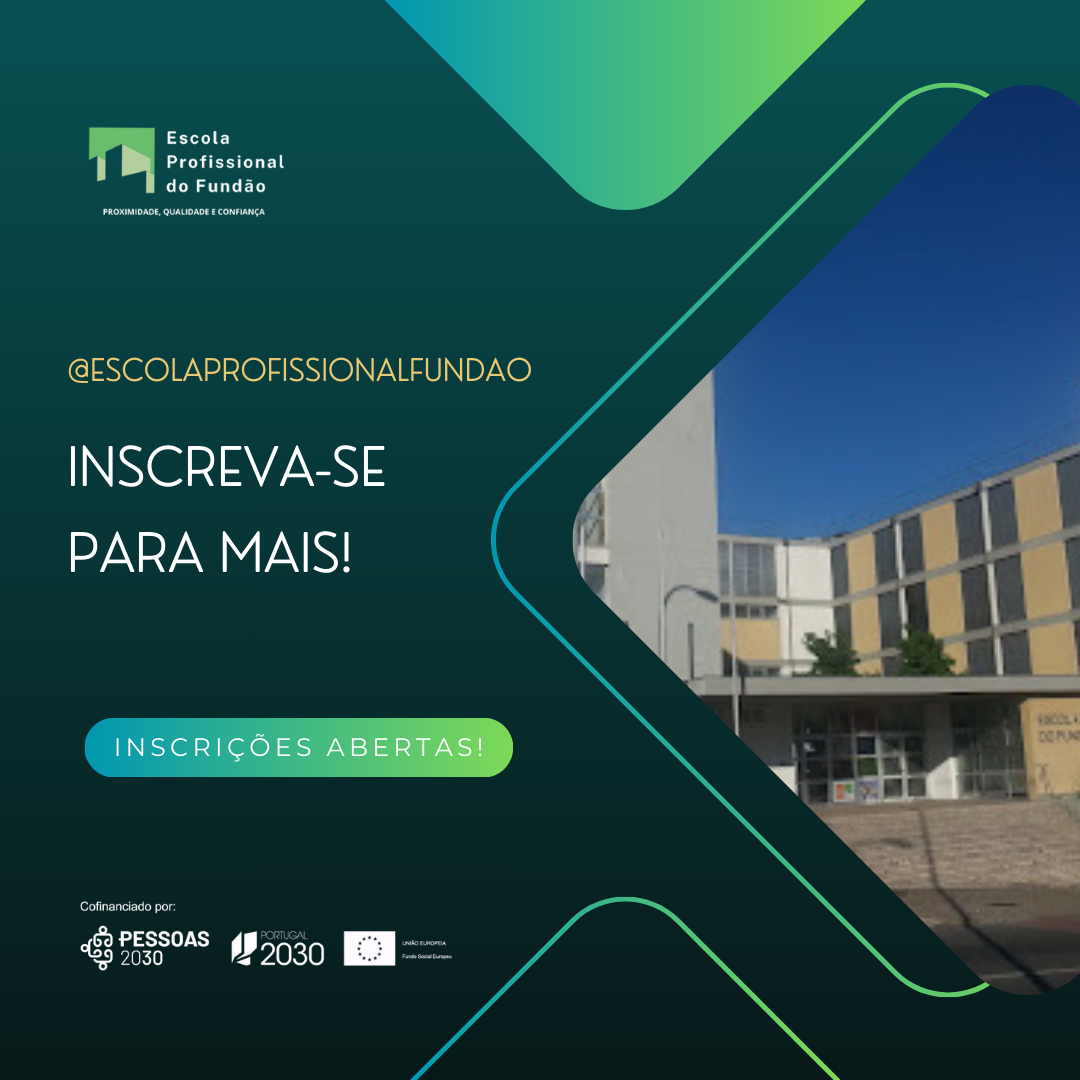 Escola
Profissional
do Fundão
PROXIMIDADE, QUALIDADE E CONFIANÇA
@ESCOLAPROFISSIONALFUNDAO
INSCREVA-SE
PARA MAIS!
INSCRIÇÕES ABERTAS!
Cofinanciado por:
PESSOAS
2030
PORTUGAL
2030
UNIÃO EUROPEIA
Fundo Social Europeu